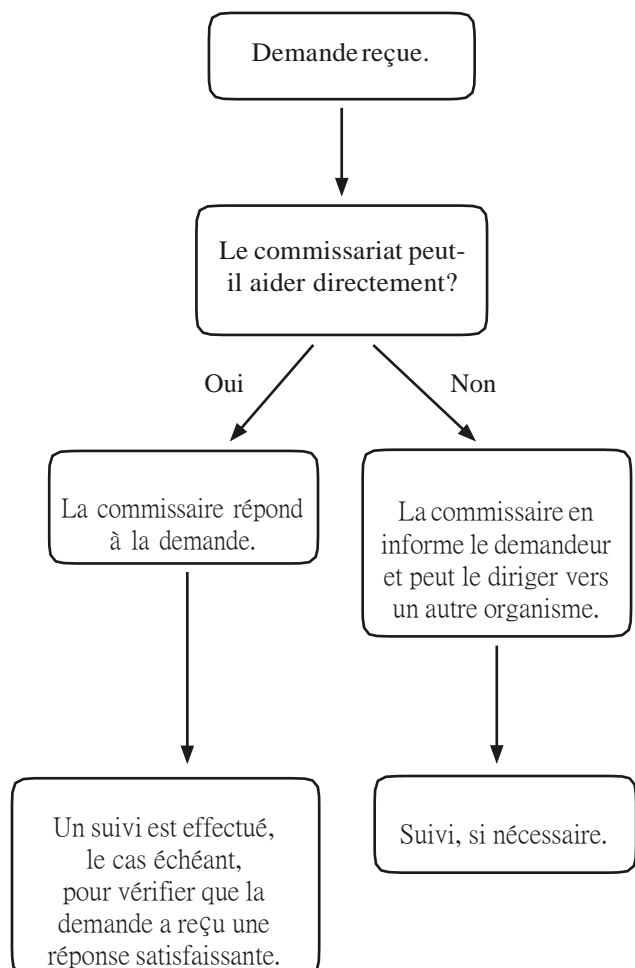 Demande reçue.
Le commissariat peut-
il aider directement?
Oui
Non
La commissaire répond
à la demande.
La commissaire en
informe le demandeur
et peut le diriger vers
un autre organisme.
Un suivi est effectué,
le cas échéant,
pour vérifier que la
demande a reçu une
réponse satisfaisante.
Suivi, si nécessaire.